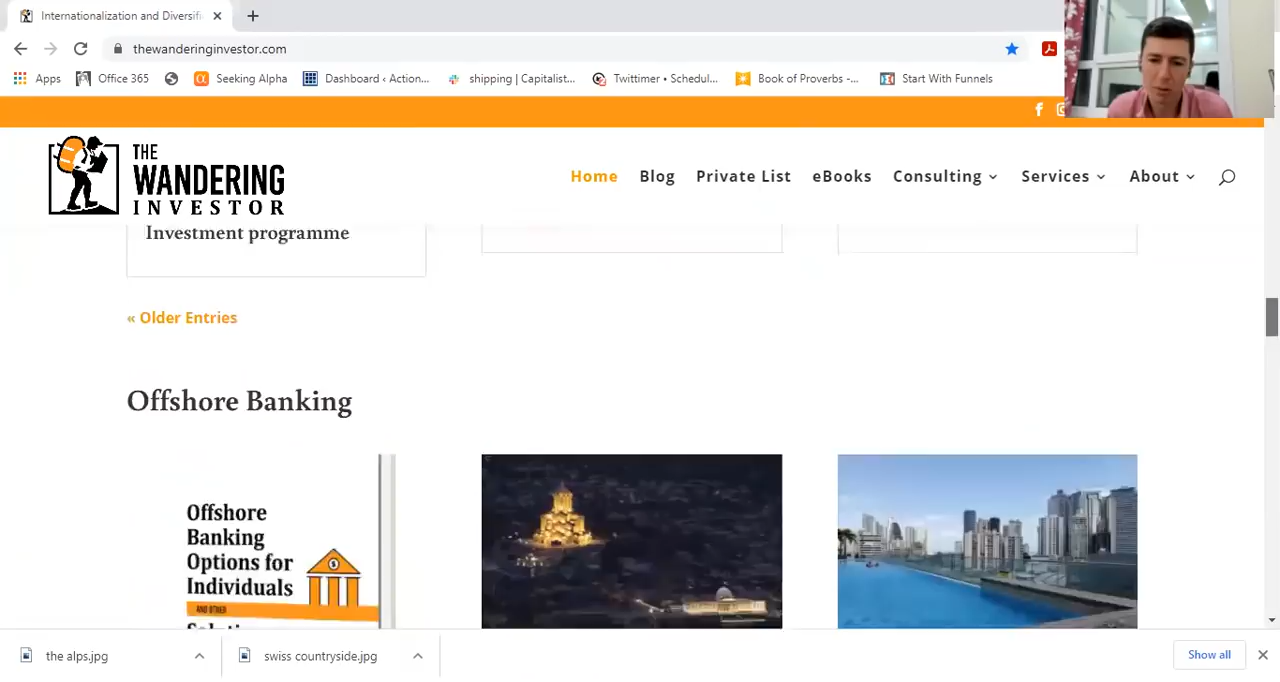 Internationalization and Diversifi
thewanderinginvestor.com
Apps
Office 365
Seeking Alpha
Dashboard ‹ Action...
shipping | Capitalist...
Twittimer • Schedul...
Book of Proverbs -...
Start With Funnels
THE
WANDERING
INVESTOR
Home
Blog
Private List
eBooks
Consulting
Services
About
Investment programme
« Older Entries
Offshore Banking
Offshore
Banking
Options for
Individuals
AND OTHER
the alps.jpg
swiss countryside.jpg
Show all